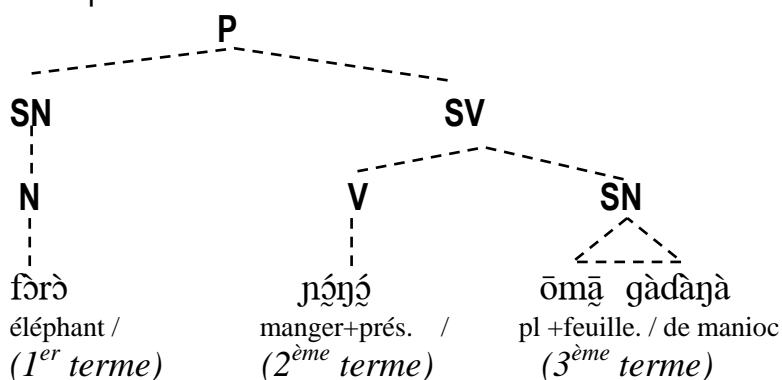 P
SN SV
N V SN
fɔ̀rɔ̀ ɲɔ̰́ŋɔ̰́ ōmā̰ gàdàŋà
éléphant / manger+prés. / pl +feuille. / de manioc
(1er terme) (2ème terme) (3ème terme)